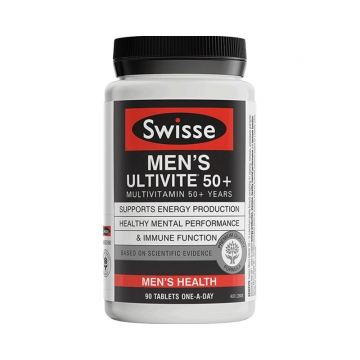 Swisse
MEN'S
ULTIVITE® 50+
MULTIVITAMIN 50+ YEARS
SUPPORTS ENERGY PRODUCTION
HEALTHY MENTAL PERFORMANCE
& IMMUNE FUNCTION
BASED ON SCIENTIFIC EVIDENCE
MEN'S HEALTH
90 TABLETS ONE-A-DAY